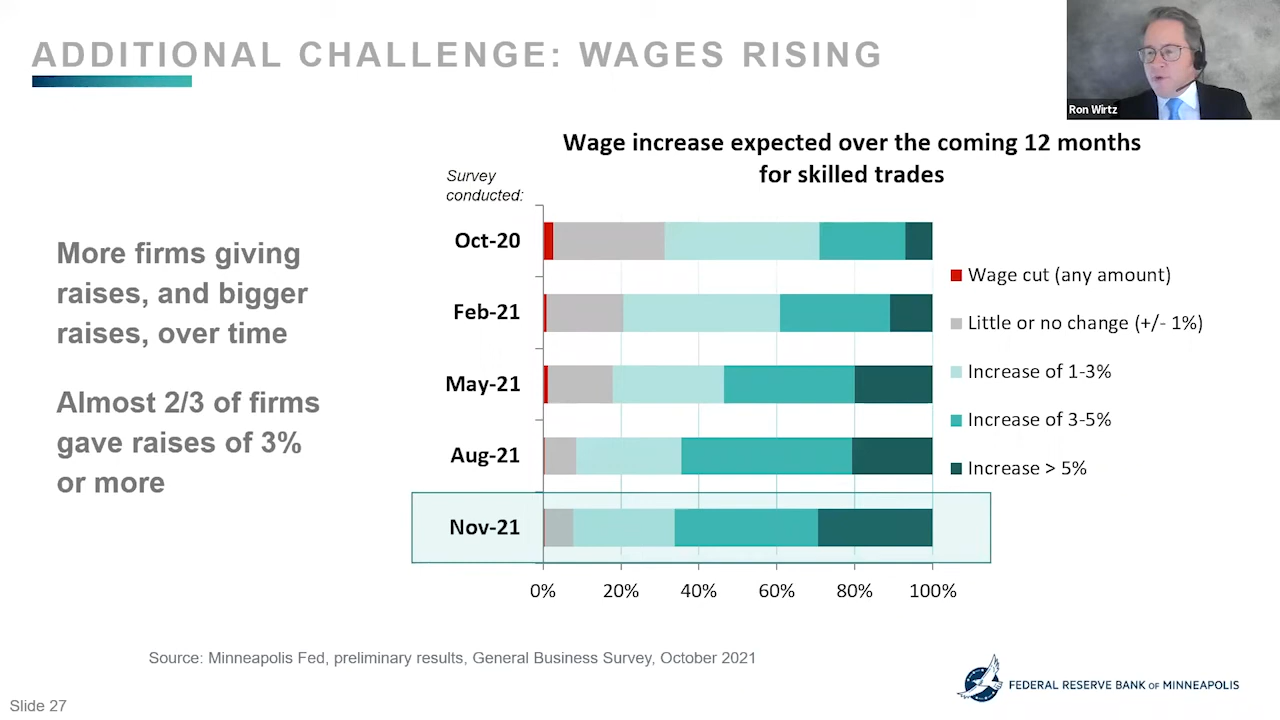 ADDITIONAL CHALLENGE: WAGES RISING
Ron Wirtz
Wage increase expected over the coming 12 months
for skilled trades
Survey
conducted:
More firms giving
raises, and bigger
raises, over time
Almost 2/3 of firms
gave raises of 3%
or more
Oct-20
Feb-21
May-21
Aug-21
Nov-21
0% 20% 40% 60% 80% 100%
Wage cut (any amount)
Little or no change (+/- 1%)
Increase of 1-3%
Increase of 3-5%
Increase > 5%
Source: Minneapolis Fed, preliminary results, General Business Survey, October 2021
FEDERAL RESERVE BANK OF MINNEAPOLIS
Slide 27